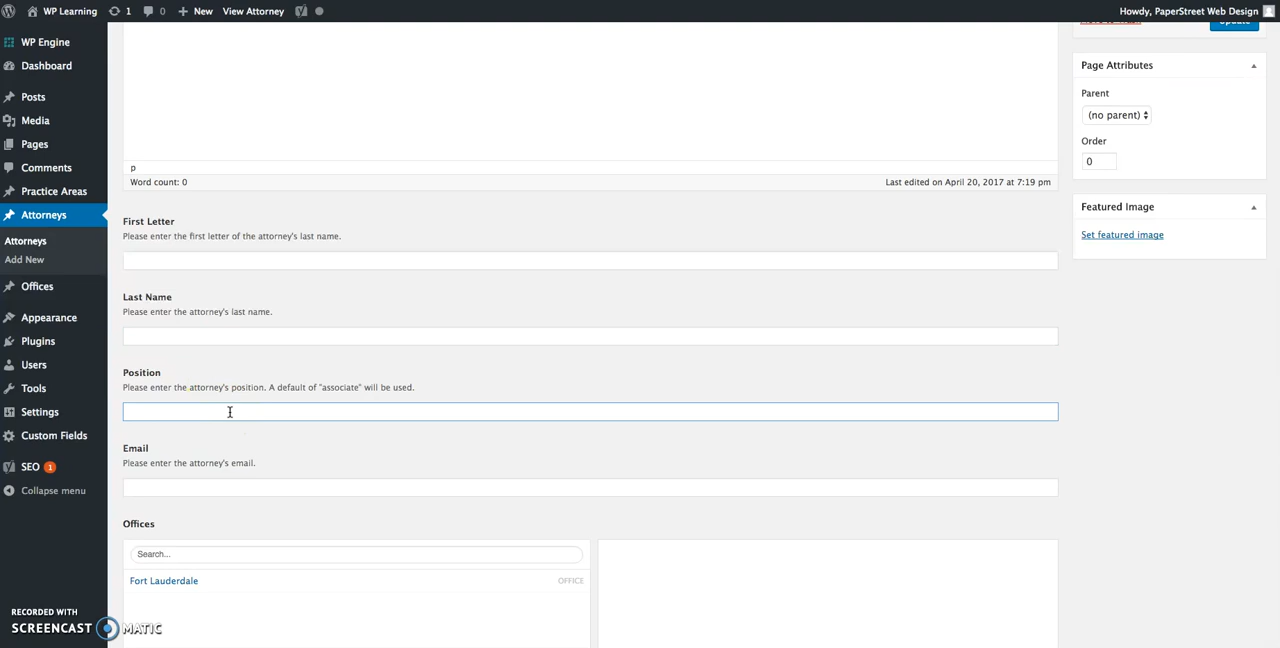 WP Learning 1 0 New View Attorney Howdy, PaperStreet Web Design
WP Engine
Dashboard
Posts
Media
Pages
Comments
Practice Areas
Attorneys
Attorneys
Add New
Offices
Appearance
Plugins
Users
Tools
Settings
Custom Fields
SEO 1
Collapse menu
p
Word count: 0 Last edited on April 20, 2017 at 7:19 pm
First Letter
Please enter the first letter of the attorney's last name.
Last Name
Please enter the attorney's last name.
Position
Please enter the attorney's position. A default of "associate" will be used.
Email
Please enter the attorney's email.
Offices
Search...
Fort Lauderdale OFFICE
Update
Page Attributes
Parent
(no parent)
Order
0
Featured Image
Set featured image
RECORDED WITH
SCREENCAST MATIC